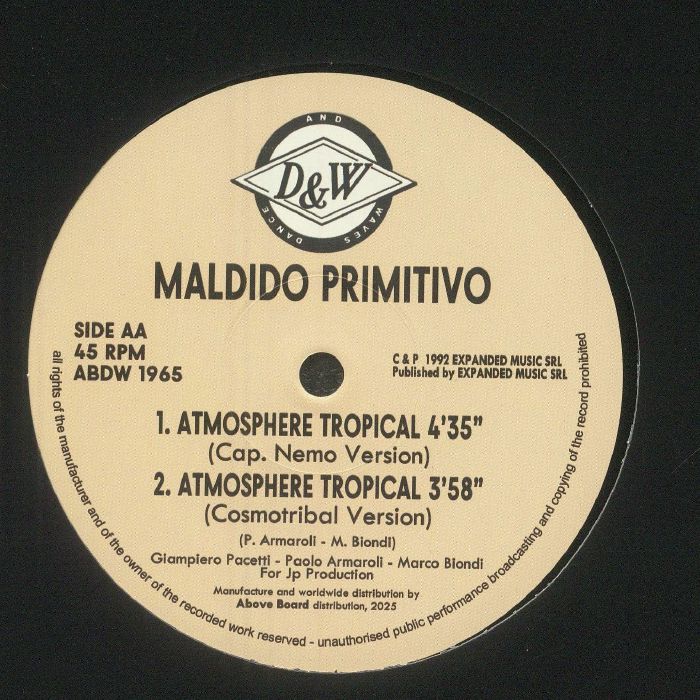 AND
D&W
DANCE WAVES
MALDIDO PRIMITIVO
SIDE AA
45 RPM
ABDW 1965
C & P 1992 EXPANDED MUSIC SRL
Published by EXPANDED MUSIC SRL
1. ATMOSPHERE TROPICAL 4'35"
(Cap. Nemo Version)
2. ATMOSPHERE TROPICAL 3'58"
(Cosmotribal Version)
(P. Armaroli - M. Biondi)
Giampiero Pacetti - Paolo Armaroli - Marco Biondi
For Jp Production
Manufacture and worldwide distribution by
Above Board distribution, 2025
all rights of the manufacturer and of the owner of the recorded work reserved - unauthorised public performance broadcasting and copying of the record prohibited